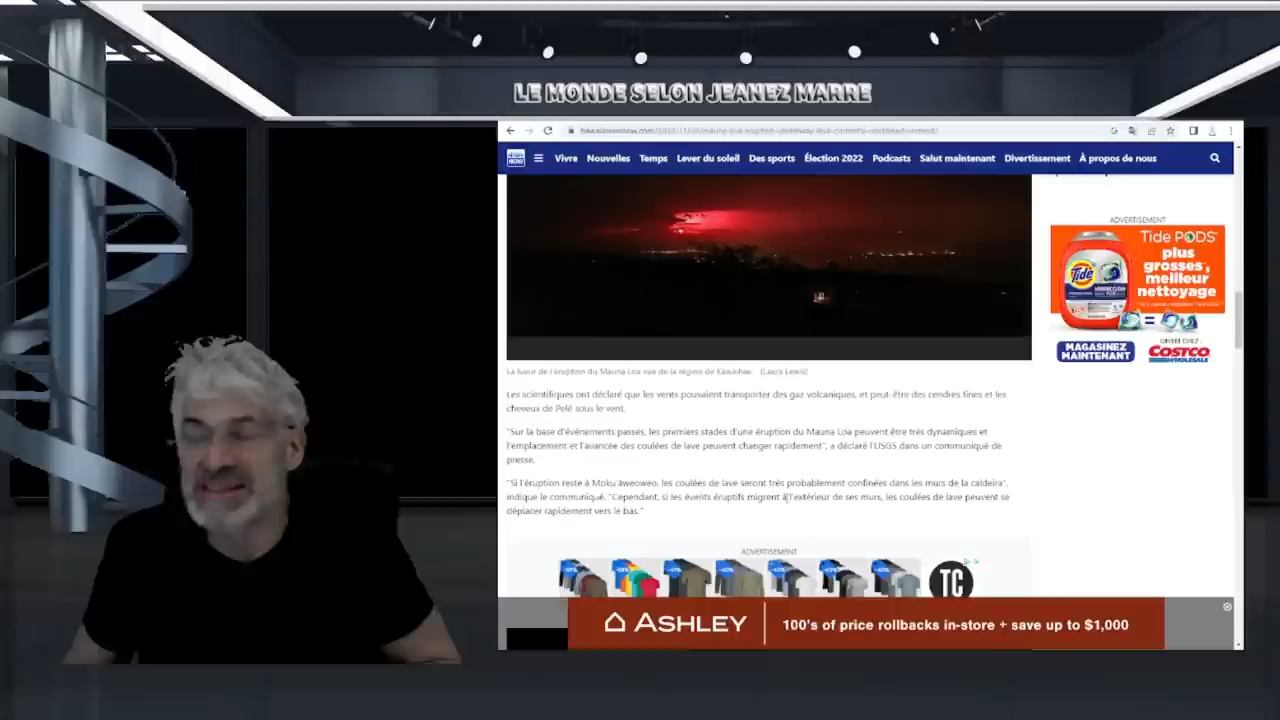 LE MONDE SELON JEANEZ MARRE
Vivre Nouvelles Temps Lever du soleil Des sports Élection 2022 Podcasts Salut maintenant Divertissement À propos de nous
ADVERTISEMENT
Tide PODS
plus
grosses,
meilleur
nettoyage
Tide
=
MAGASINEZ
MAINTENANT
COSTCO
WHOLESALE
La lueur de l'éruption du Mauna Loa vue de la région de Kawaihae. (Laura Lewis)
Les scientifiques ont déclaré que les vents pouvaient transporter des gaz volcaniques, et peut-être des cendres fines et les
cheveux de Pelé sous le vent.
"Sur la base d'événements passés, les premiers stades d'une éruption du Mauna Loa peuvent être très dynamiques et
l'emplacement et l'avancée des coulées de lave peuvent changer rapidement", a déclaré l'USGS dans un communiqué de
presse.
"Si l'éruption reste à Moku'āweoweo, les coulées de lave seront très probablement confinées dans les murs de la caldeira",
indique le communiqué. "Cependant, si les évents éruptifs migrent à l'extérieur de ses murs, les coulées de lave peuvent se
déplacer rapidement vers le bas."
ADVERTISEMENT
TC
ASHLEY
100's of price rollbacks in-store + save up to $1,000